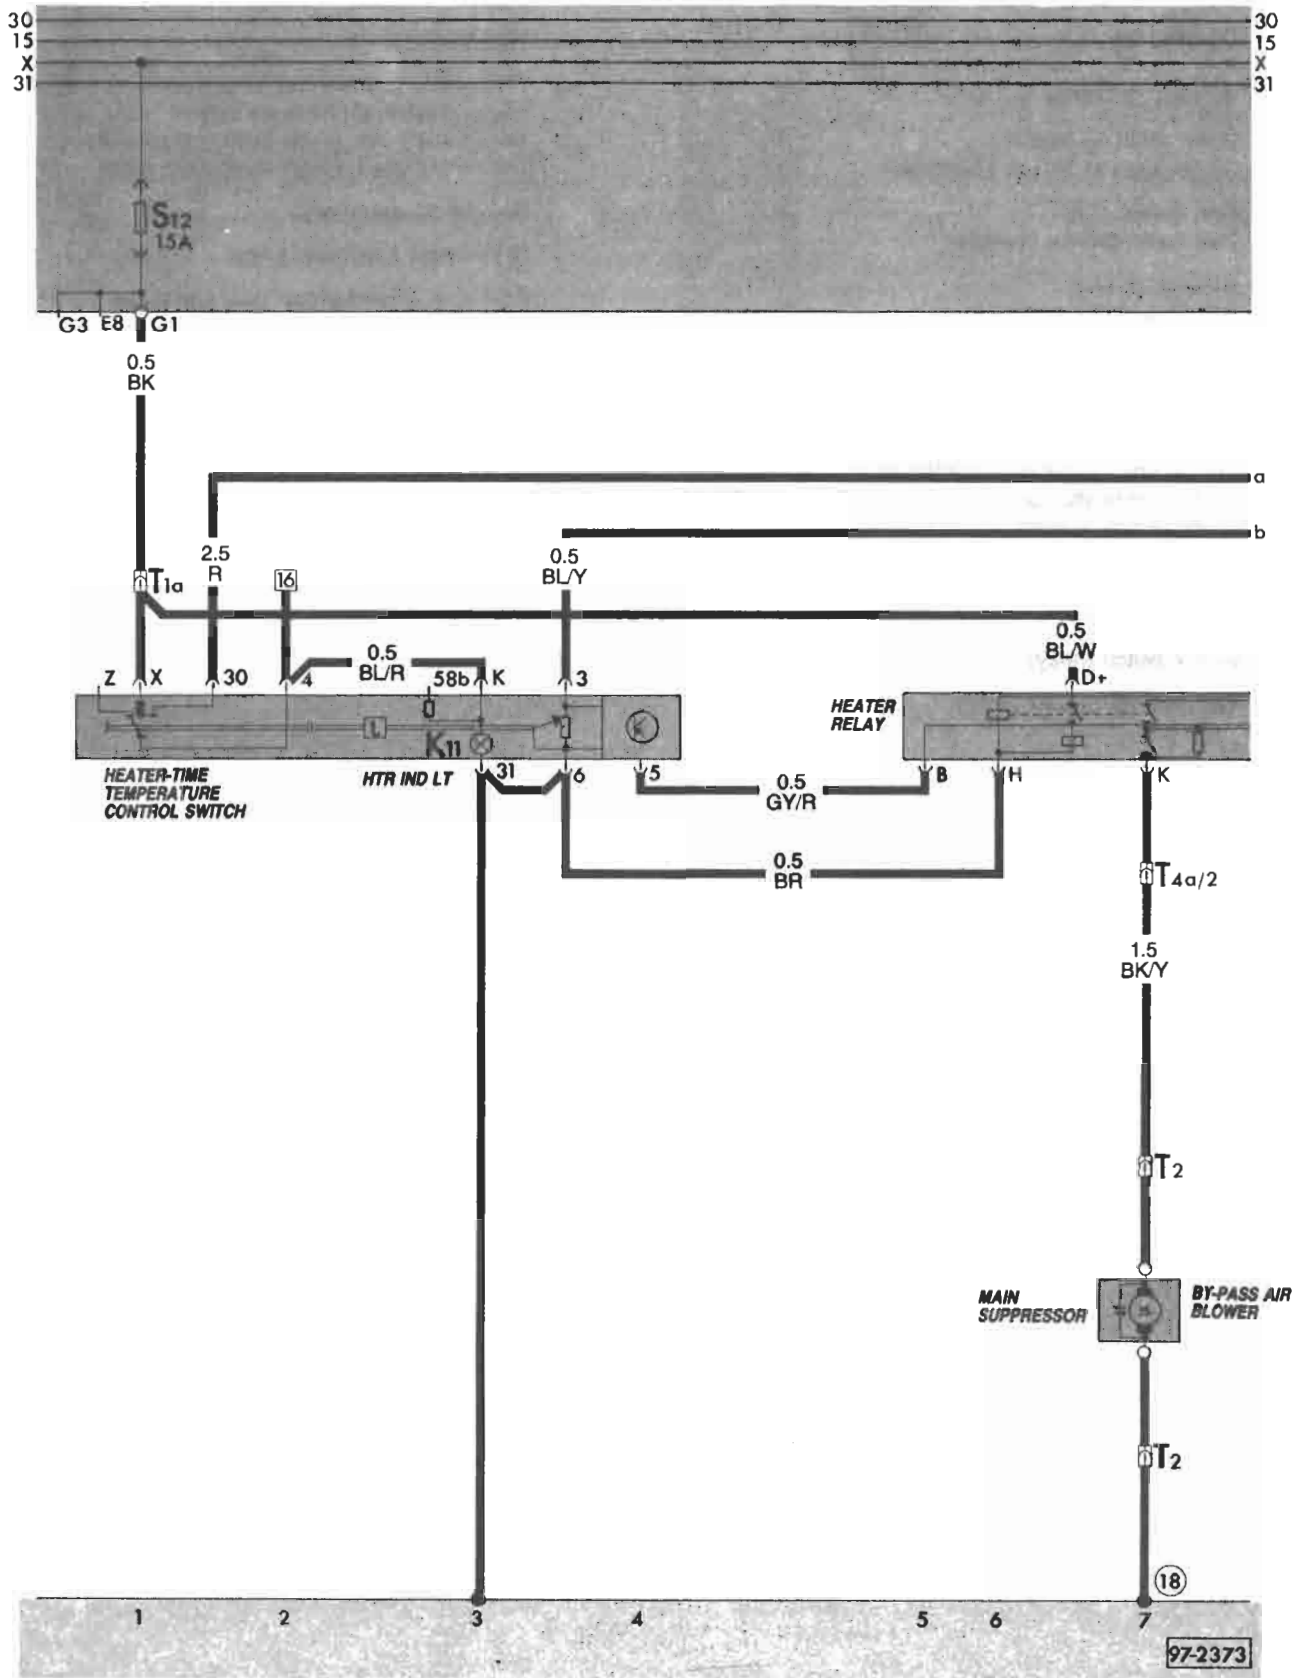 30 30
15 15
X X
31 31
S12
15A
G3 E8 G1
0.5
BK
a
b
2.5
R
0.5
BL/Y
T1a
16
0.5
BL/R
0.5
BL/W
Z X 30 4 58b K 3 D+
HEATER
RELAY
K11
HEATER-TIME
TEMPERATURE
CONTROL SWITCH
HTR IND LT
31 6 5 B H K
0.5
GY/R
0.5
BR
T4a/2
1.5
BK/Y
T2
MAIN
SUPPRESSOR
BY-PASS AIR
BLOWER
T2
18
1 2 3 4 5 6 7
97-2373